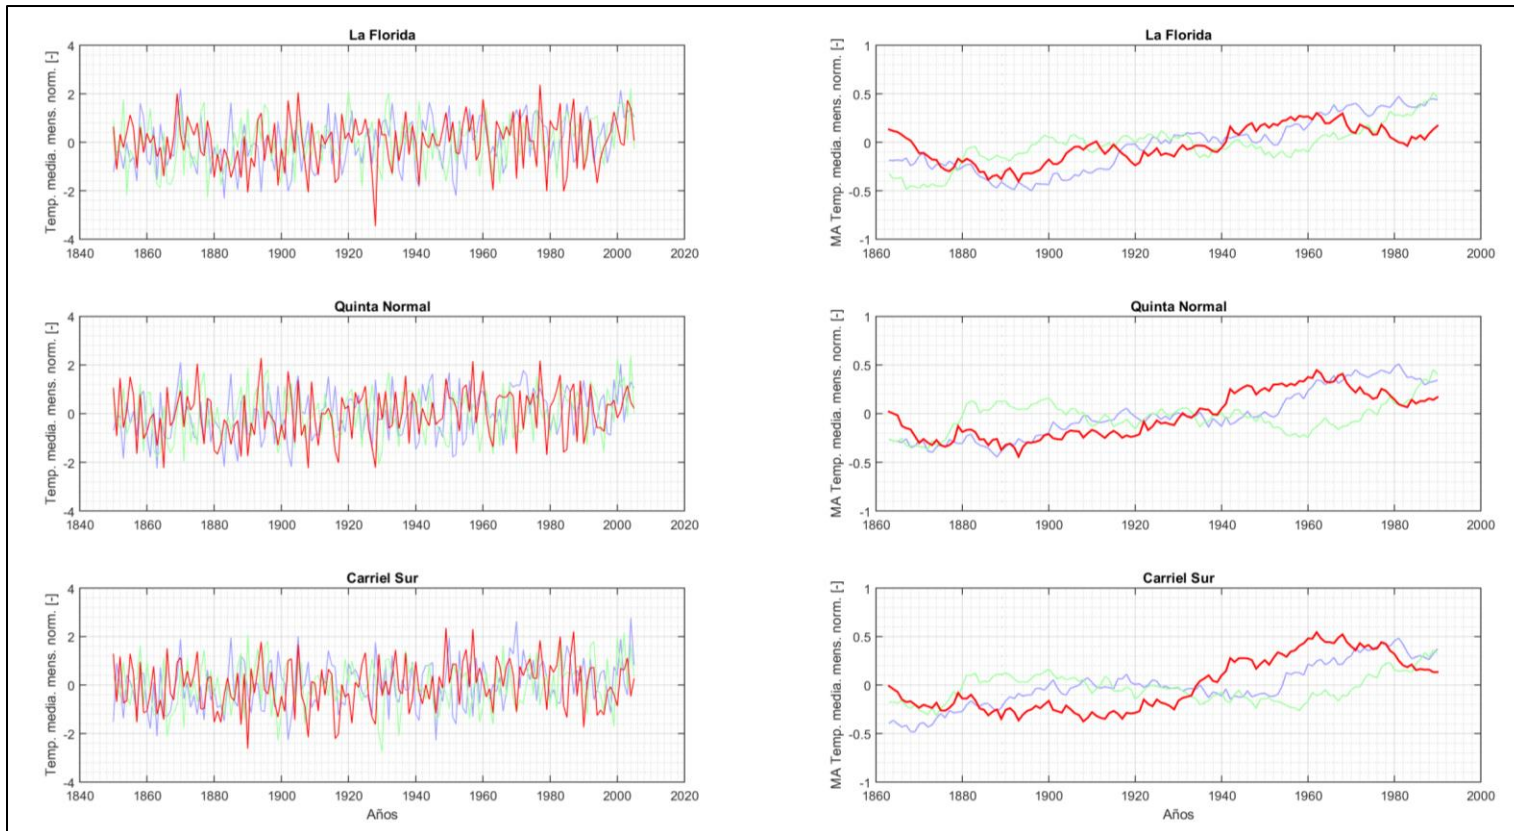 La Florida
Temp. media. mens. norm. [-]
4
2
0
-2
-4
1840 1860 1880 1900 1920 1940 1960 1980 2000 2020
La Florida
MA Temp. media. mens. norm. [-]
1
0.5
0
-0.5
-1
1860 1880 1900 1920 1940 1960 1980 2000
Quinta Normal
Temp. media. mens. norm. [-]
4
2
0
-2
-4
1840 1860 1880 1900 1920 1940 1960 1980 2000 2020
Quinta Normal
MA Temp. media. mens. norm. [-]
1
0.5
0
-0.5
-1
1860 1880 1900 1920 1940 1960 1980 2000
Carriel Sur
Temp. media. mens. norm. [-]
4
2
0
-2
-4
1840 1860 1880 1900 1920 1940 1960 1980 2000 2020
Años
Carriel Sur
MA Temp. media. mens. norm. [-]
1
0.5
0
-0.5
-1
1860 1880 1900 1920 1940 1960 1980 2000
Años